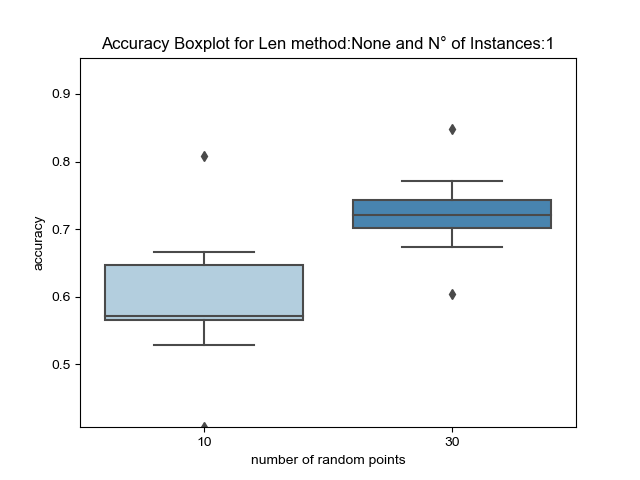 Accuracy Boxplot for Len method:None and N° of Instances:1
0.9
0.8
0.7
0.6
0.5
accuracy
10
30
number of random points